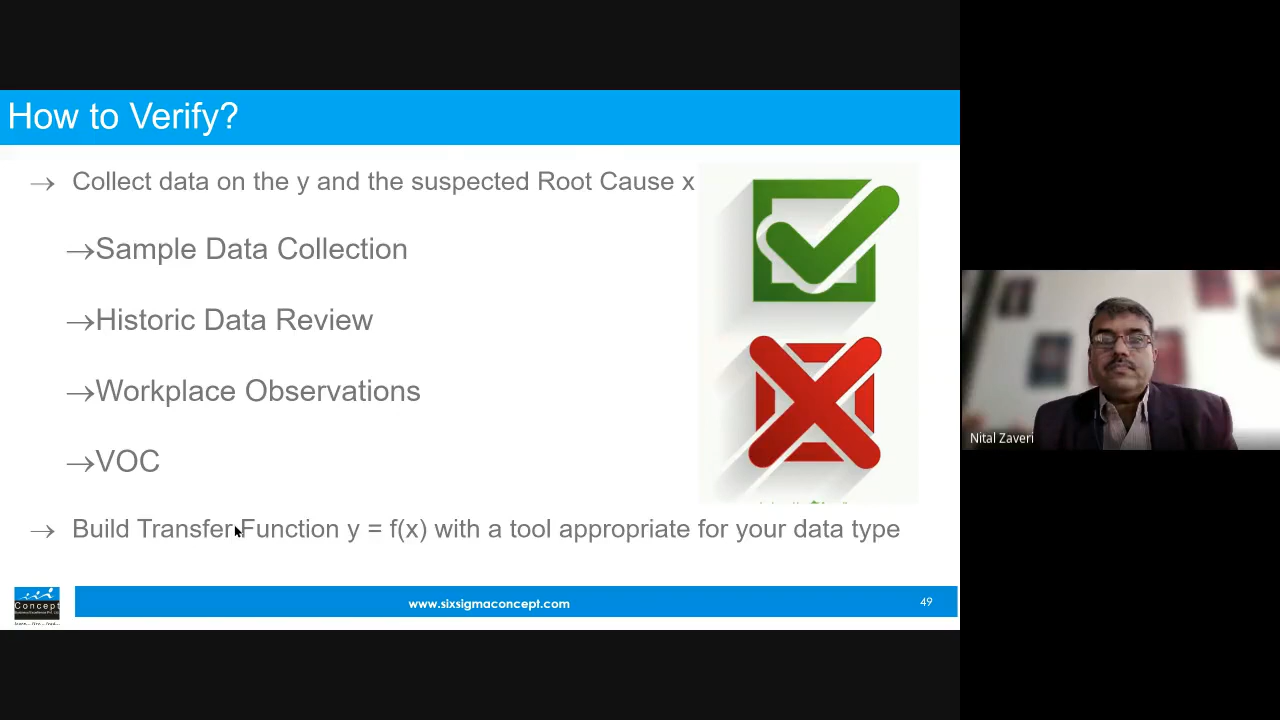 How to Verify?
→ Collect data on the y and the suspected Root Cause x
→Sample Data Collection
→Historic Data Review
→Workplace Observations
→VOC
→ Build Transfer Function y = f(x) with a tool appropriate for your data type
Nital Zaveri
Concept
www.sixsigmaconcept.com
49